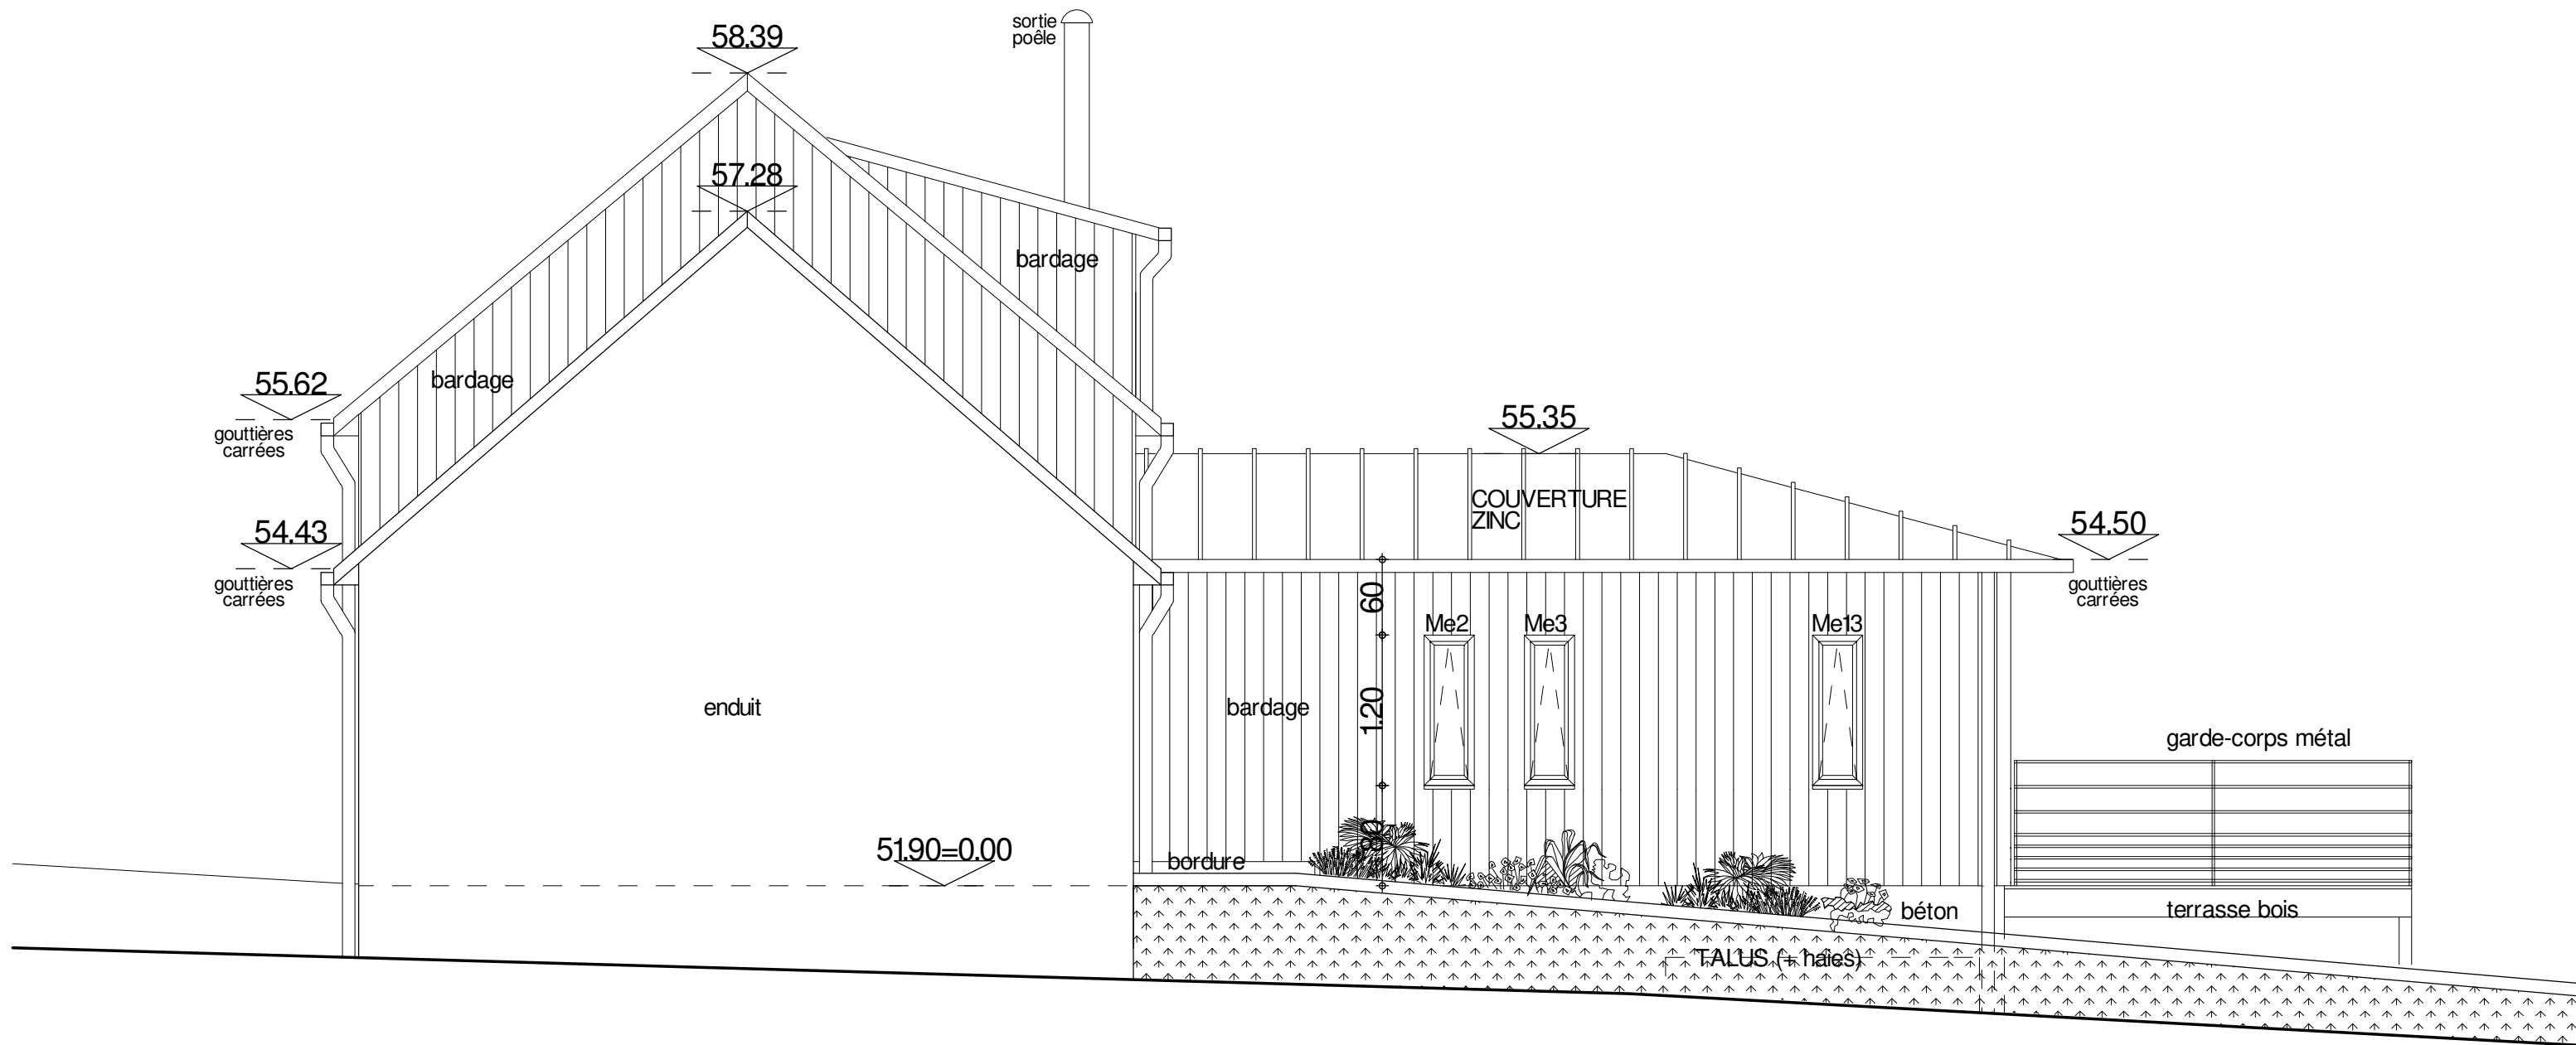 sortie
poêle
58.39
57.28
bardage
bardage
55.62
gouttières
carrées
55.35
COUVERTURE
ZINC
54.43
gouttières
carrées
54.50
gouttières
carrées
60
Me2
Me3
Me13
enduit
bardage
1.20
garde-corps métal
80
51.90=0.00
bordure
béton
terrasse bois
TALUS (+ haies)